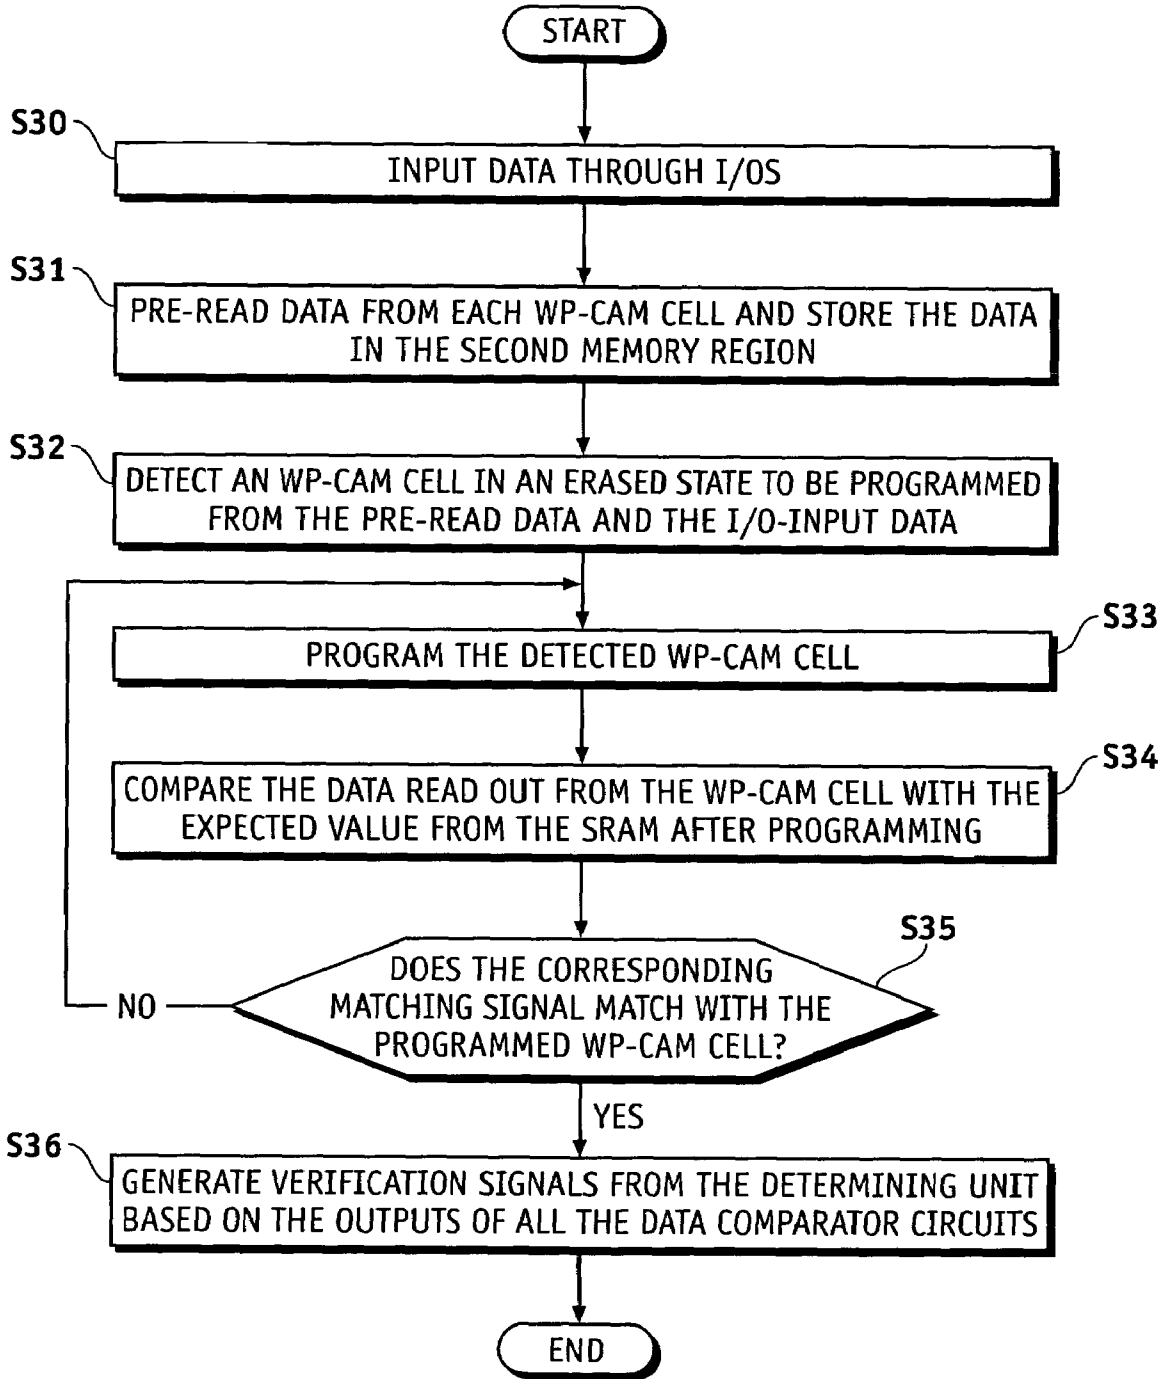 START
S30
INPUT DATA THROUGH I/OS
S31
PRE-READ DATA FROM EACH WP-CAM CELL AND STORE THE DATA
IN THE SECOND MEMORY REGION
S32
DETECT AN WP-CAM CELL IN AN ERASED STATE TO BE PROGRAMMED
FROM THE PRE-READ DATA AND THE I/O-INPUT DATA
S33
PROGRAM THE DETECTED WP-CAM CELL
S34
COMPARE THE DATA READ OUT FROM THE WP-CAM CELL WITH THE
EXPECTED VALUE FROM THE SRAM AFTER PROGRAMMING
S35
DOES THE CORRESPONDING
MATCHING SIGNAL MATCH WITH THE
PROGRAMMED WP-CAM CELL?
NO
YES
S36
GENERATE VERIFICATION SIGNALS FROM THE DETERMINING UNIT
BASED ON THE OUTPUTS OF ALL THE DATA COMPARATOR CIRCUITS
END